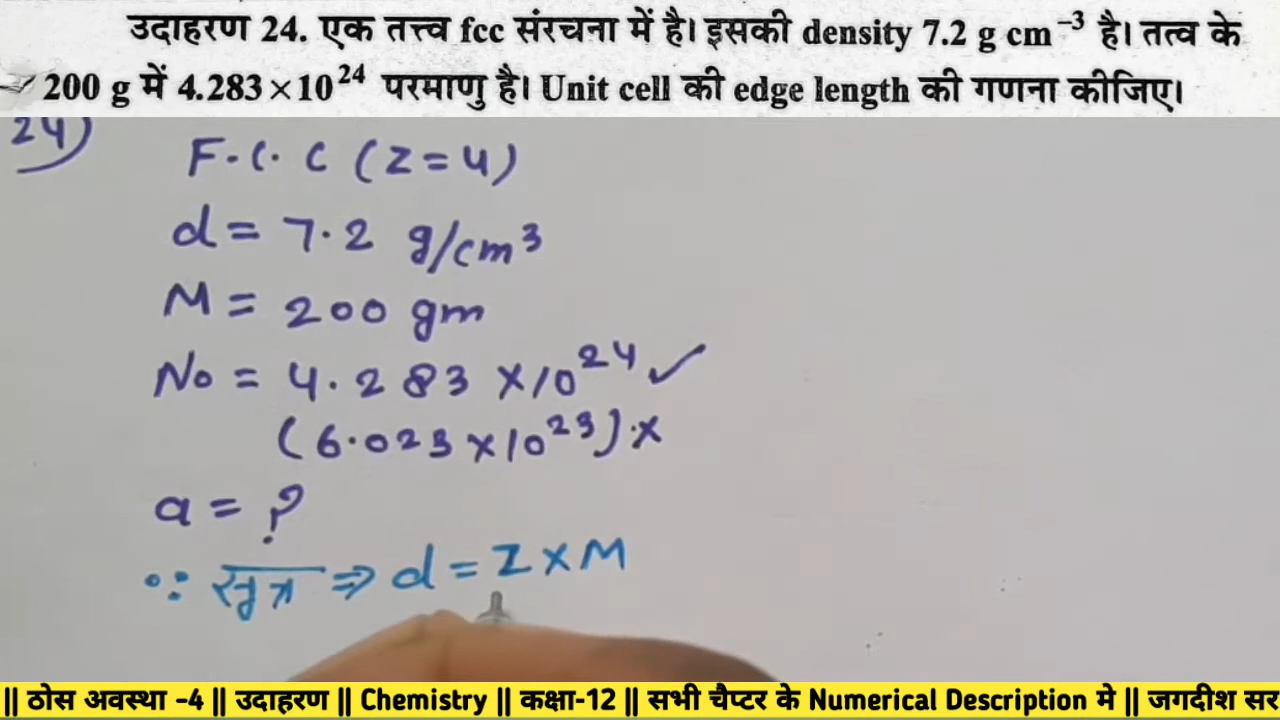 उदाहरण 24. एक तत्त्व fcc संरचना में है। इसकी density 7.2 g cm⁻³ है। तत्व के
200 g में 4.283×10²⁴ परमाणु है। Unit cell की edge length की गणना कीजिए।
24)
F.C.C (Z=4)
d = 7.2 g/cm³
M = 200 gm
No = 4.283 ×10²⁴ ✓
(6.023×10²³).×
a = ?
∵ सूत्र ⇒ d = Z×M
|| ठोस अवस्था -4 || उदाहरण || Chemistry || कक्षा-12 || सभी चैप्टर के Numerical Description मे || जगदीश सर